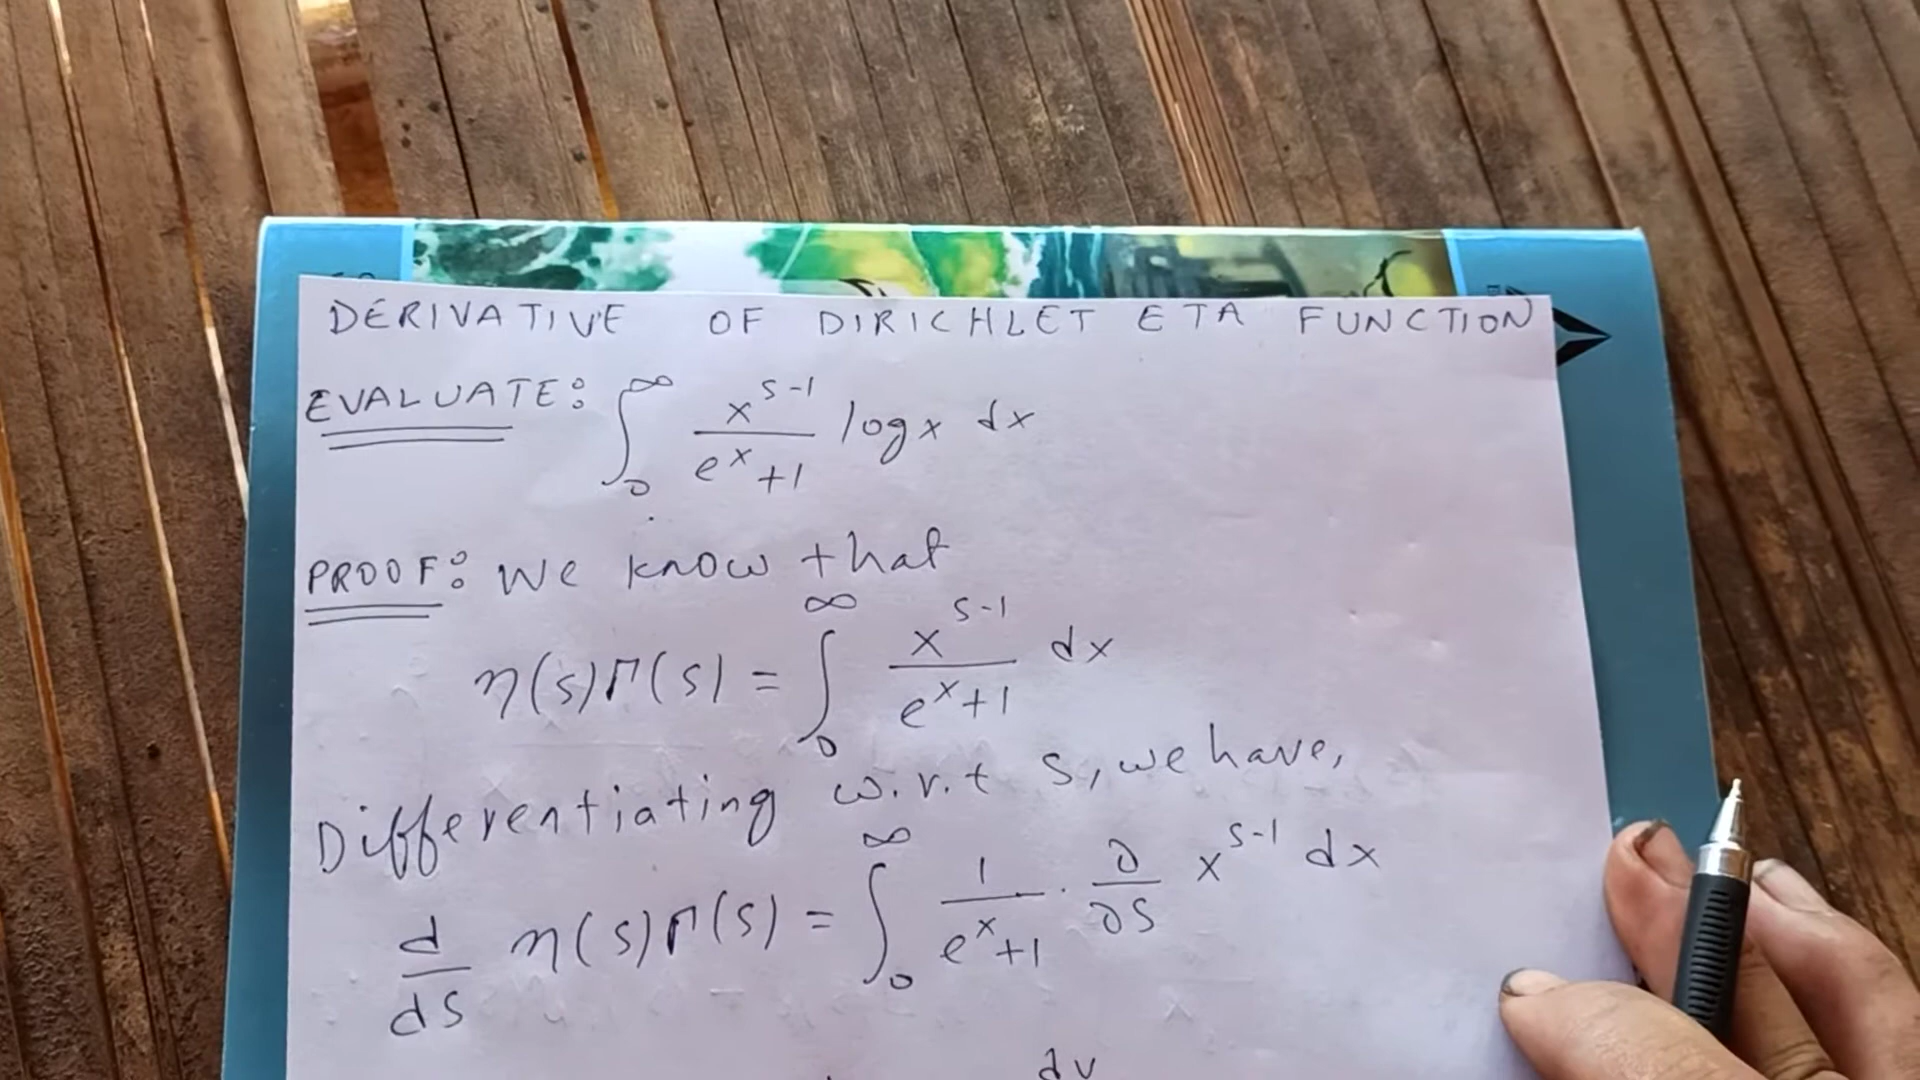 DERIVATIVE OF DIRICHLET ETA FUNCTION
EVALUATE: ∫₀^∞ x^(s-1)/(e^x+1) log x dx
PROOF: We know that
η(s)Γ(s) = ∫₀^∞ x^(s-1)/(e^x+1) dx
Differentiating w.r.t s, we have,
d/ds η(s)Γ(s) = ∫₀^∞ 1/(e^x+1) · ∂/∂s x^(s-1) dx